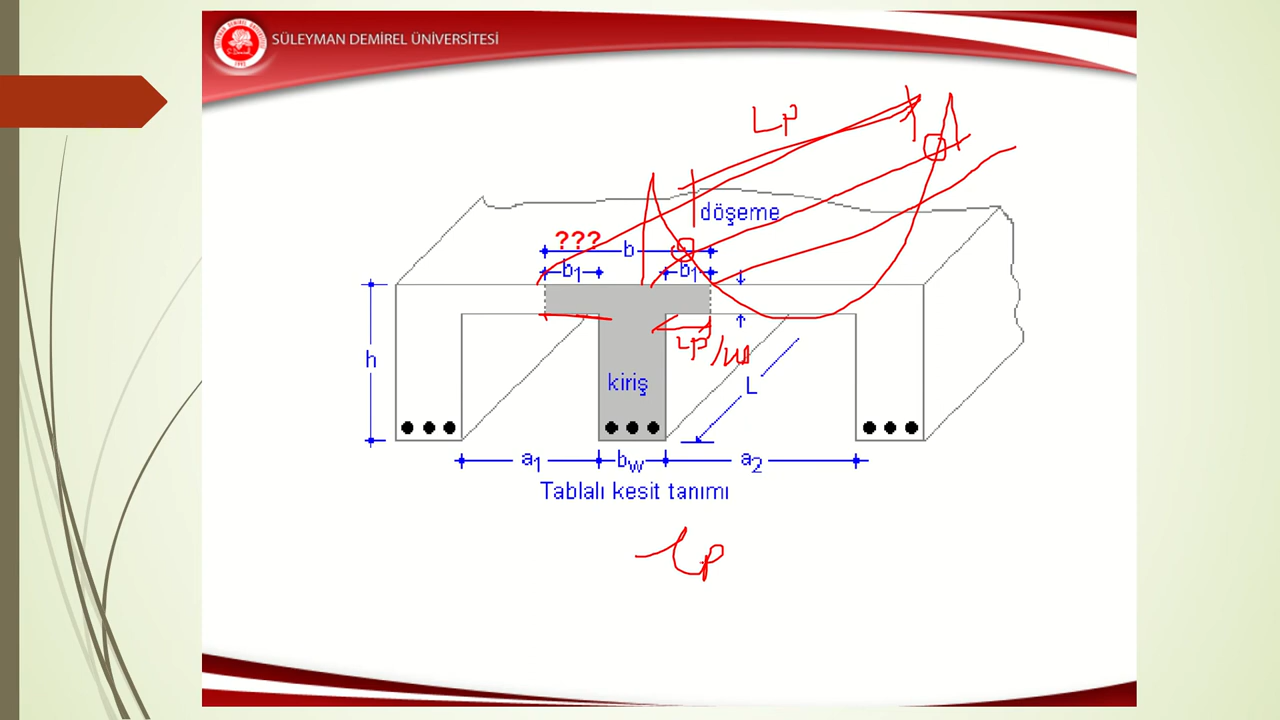 SÜLEYMAN DEMİREL ÜNİVERSİTESİ
LP
döşeme
???
b
b1 b1
LP/10
h
kiriş
L
a1 bw a2
Tablalı kesit tanımı
lp